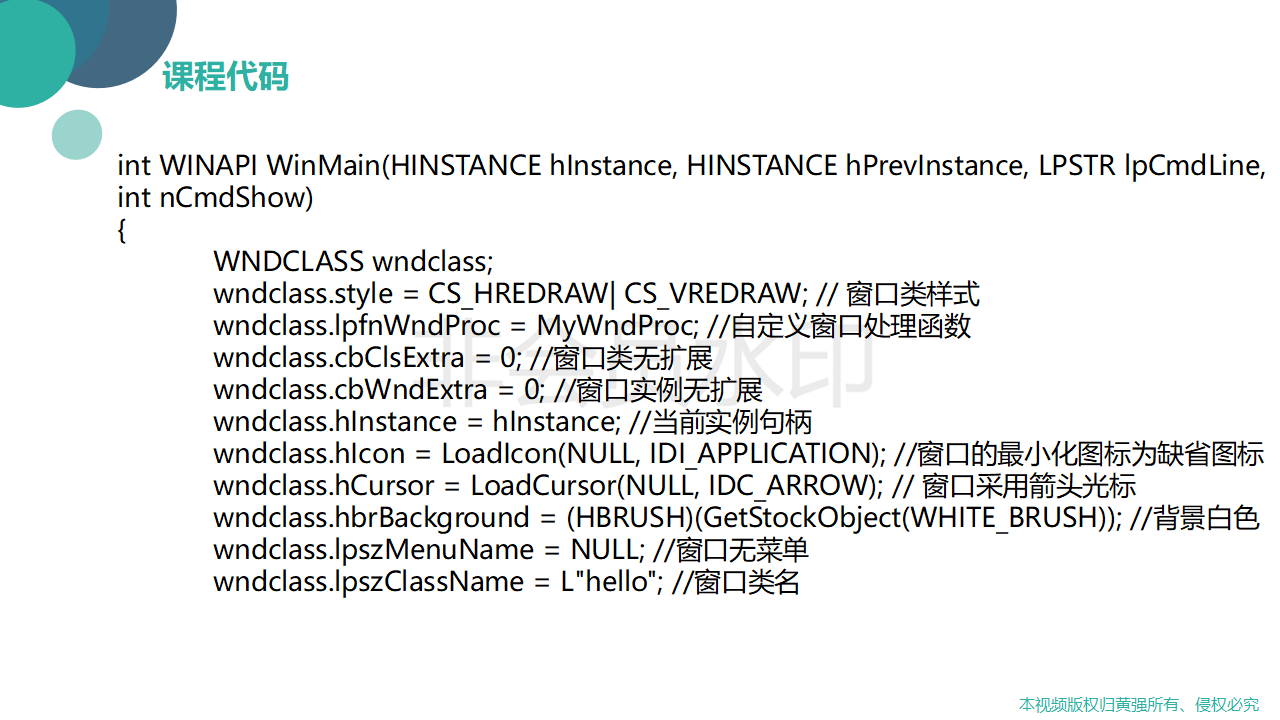 课程代码
int WINAPI WinMain(HINSTANCE hInstance, HINSTANCE hPrevInstance, LPSTR lpCmdLine,
int nCmdShow)
{
WNDCLASS wndclass;
wndclass.style = CS_HREDRAW| CS_VREDRAW; // 窗口类样式
wndclass.lpfnWndProc = MyWndProc; //自定义窗口处理函数
wndclass.cbClsExtra = 0; //窗口类无扩展
wndclass.cbWndExtra = 0; //窗口实例无扩展
wndclass.hInstance = hInstance; //当前实例句柄
wndclass.hIcon = LoadIcon(NULL, IDI_APPLICATION); //窗口的最小化图标为缺省图标
wndclass.hCursor = LoadCursor(NULL, IDC_ARROW); // 窗口采用箭头光标
wndclass.hbrBackground = (HBRUSH)(GetStockObject(WHITE_BRUSH)); //背景白色
wndclass.lpszMenuName = NULL; //窗口无菜单
wndclass.lpszClassName = L"hello"; //窗口类名
非会员水印
本视频版权归黄强所有、侵权必究